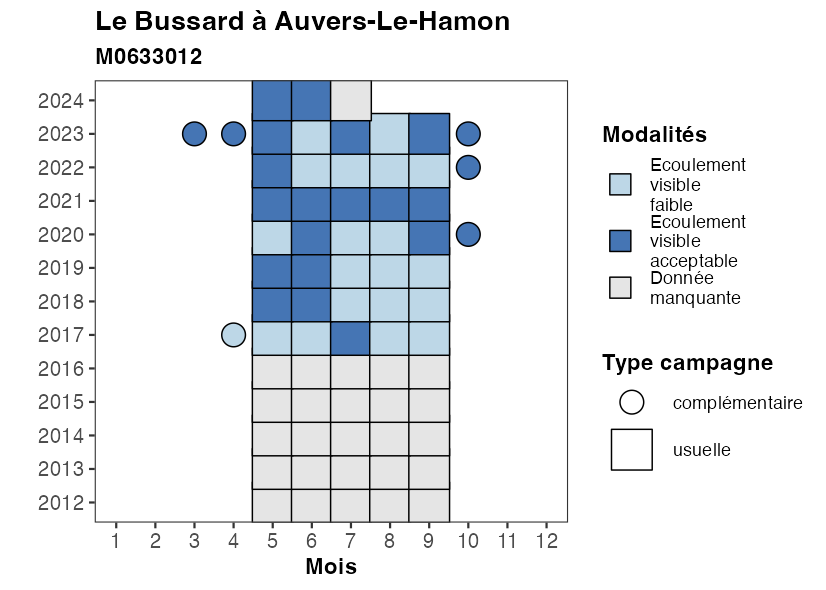 Le Bussard à Auvers-Le-Hamon
M0633012
2024
2023
2022
2021
2020
2019
2018
2017
2016
2015
2014
2013
2012
1 2 3 4 5 6 7 8 9 10 11 12
Mois
Modalités
Ecoulement
visible
faible
Ecoulement
visible
acceptable
Donnée
manquante
Type campagne
complémentaire
usuelle